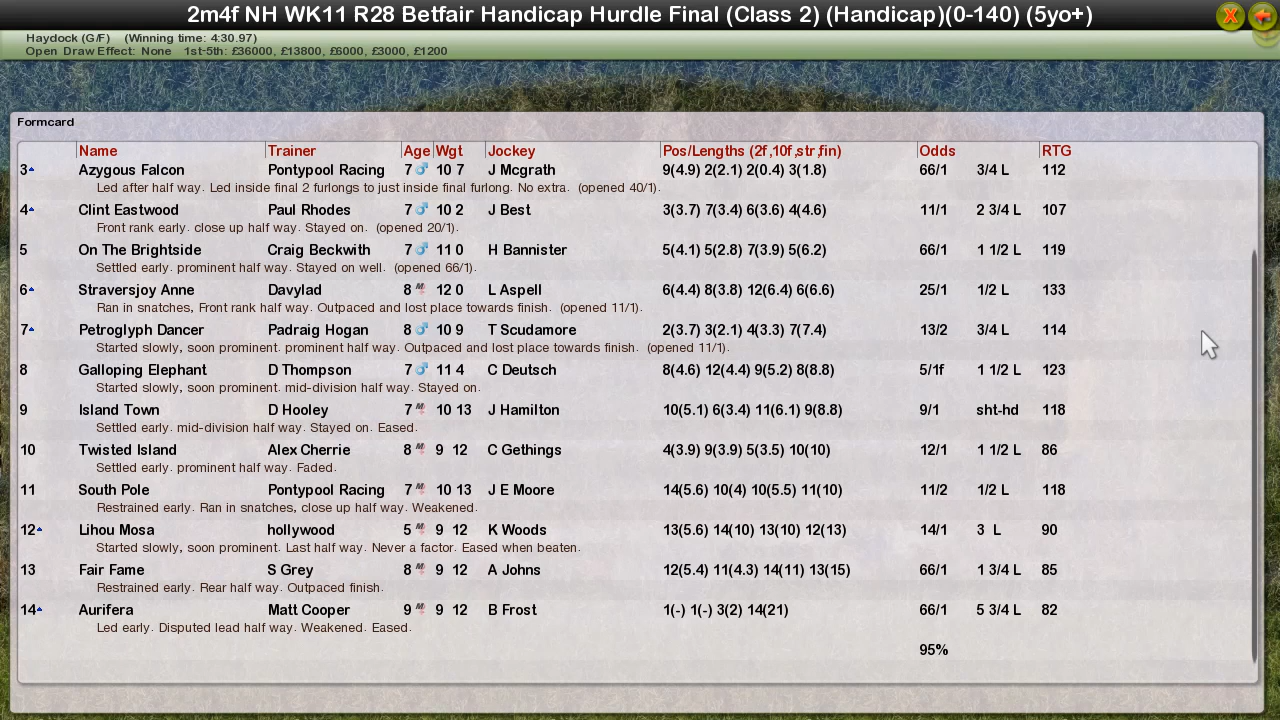 2m4f NH WK11 R28 Betfair Handicap Hurdle Final (Class 2) (Handicap)(0-140) (5yo+)
Haydock (G/F) (Winning time: 4:30.97)
Open Draw Effect: None 1st-5th: £36000, £13800, £6000, £3000, £1200
Formcard
Name Trainer Age Wgt Jockey Pos/Lengths (2f,10f,str,fin) Odds RTG
3 Azygous Falcon Pontypool Racing 7 10 7 J Mcgrath 9(4.9) 2(2.1) 2(0.4) 3(1.8) 66/1 3/4 L 112
Led after half way. Led inside final 2 furlongs to just inside final furlong. No extra. (opened 40/1).
4 Clint Eastwood Paul Rhodes 7 10 2 J Best 3(3.7) 7(3.4) 6(3.6) 4(4.6) 11/1 2 3/4 L 107
Front rank early. close up half way. Stayed on. (opened 20/1).
5 On The Brightside Craig Beckwith 7 11 0 H Bannister 5(4.1) 5(2.8) 7(3.9) 5(6.2) 66/1 1 1/2 L 119
Settled early. prominent half way. Stayed on well. (opened 66/1).
6 Straversjoy Anne Davylad 8 12 0 L Aspell 6(4.4) 8(3.8) 12(6.4) 6(6.6) 25/1 1/2 L 133
Ran in snatches, Front rank half way. Outpaced and lost place towards finish. (opened 11/1).
7 Petroglyph Dancer Padraig Hogan 8 10 9 T Scudamore 2(3.7) 3(2.1) 4(3.3) 7(7.4) 13/2 3/4 L 114
Started slowly, soon prominent. prominent half way. Outpaced and lost place towards finish. (opened 11/1).
8 Galloping Elephant D Thompson 7 11 4 C Deutsch 8(4.6) 12(4.4) 9(5.2) 8(8.8) 5/1f 1 1/2 L 123
Started slowly, soon prominent. mid-division half way. Stayed on.
9 Island Town D Hooley 7 10 13 J Hamilton 10(5.1) 6(3.4) 11(6.1) 9(8.8) 9/1 sht-hd 118
Settled early. mid-division half way. Stayed on. Eased.
10 Twisted Island Alex Cherrie 8 9 12 C Gethings 4(3.9) 9(3.9) 5(3.5) 10(10) 12/1 1 1/2 L 86
Settled early. prominent half way. Faded.
11 South Pole Pontypool Racing 7 10 13 J E Moore 14(5.6) 10(4) 10(5.5) 11(10) 11/2 1/2 L 118
Restrained early. Ran in snatches, close up half way. Weakened.
12 Lihou Mosa hollywood 5 9 12 K Woods 13(5.6) 14(10) 13(10) 12(13) 14/1 3 L 90
Started slowly, soon prominent. Last half way. Never a factor. Eased when beaten.
13 Fair Fame S Grey 8 9 12 A Johns 12(5.4) 11(4.3) 14(11) 13(15) 66/1 1 3/4 L 85
Restrained early. Rear half way. Outpaced finish.
14 Aurifera Matt Cooper 9 9 12 B Frost 1(-) 1(-) 3(2) 14(21) 66/1 5 3/4 L 82
Led early. Disputed lead half way. Weakened. Eased.
95%